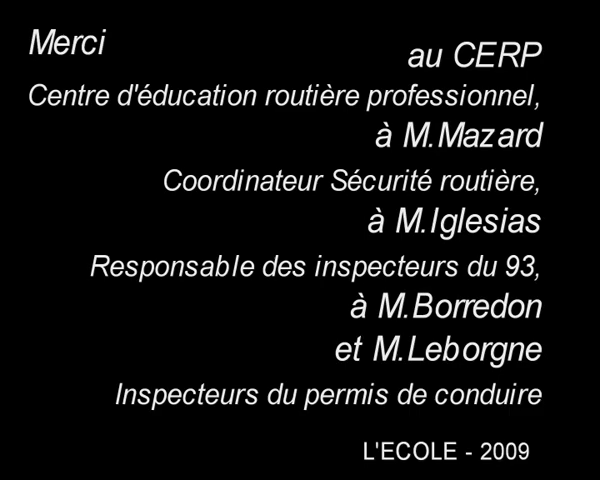 Merci
au CERP
Centre d'éducation routière professionnel,
à M.Mazard
Coordinateur Sécurité routière,
à M.Iglesias
Responsable des inspecteurs du 93,
à M.Borredon
et M.Leborgne
Inspecteurs du permis de conduire
L'ECOLE - 2009